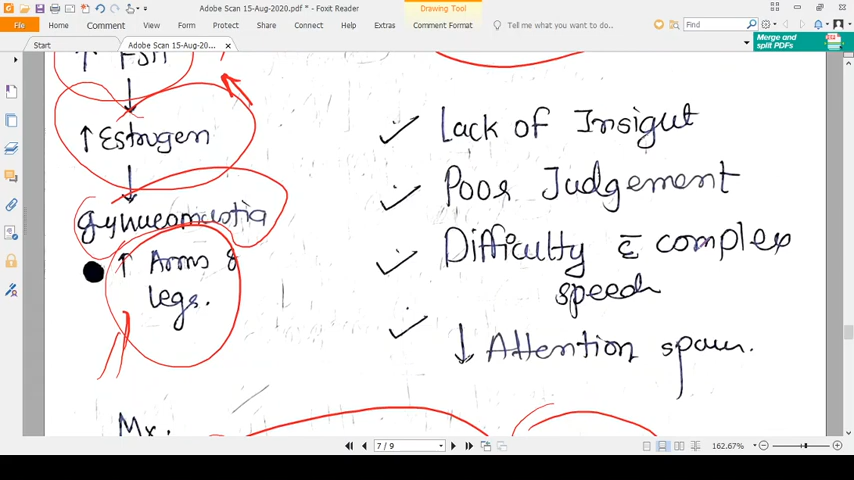 Adobe Scan 15-Aug-2020.pdf * - Foxit Reader
Drawing Tool
File
Home
Comment
View
Form
Protect
Share
Connect
Help
Extras
Comment Format
Tell me what you want to do...
Find
Start
Adobe Scan 15-Aug-20...
Merge and
split PDFs
↑ FSH
↓
↑ Estrogen
↓
gynaecomastia
↑ Arms &
legs.
✓ Lack of Insigut
✓ Poor Judgement
✓ Difficulty c̄ complex
speech
✓ ↓ Attention span.
Mx.
7 / 9
162.67%